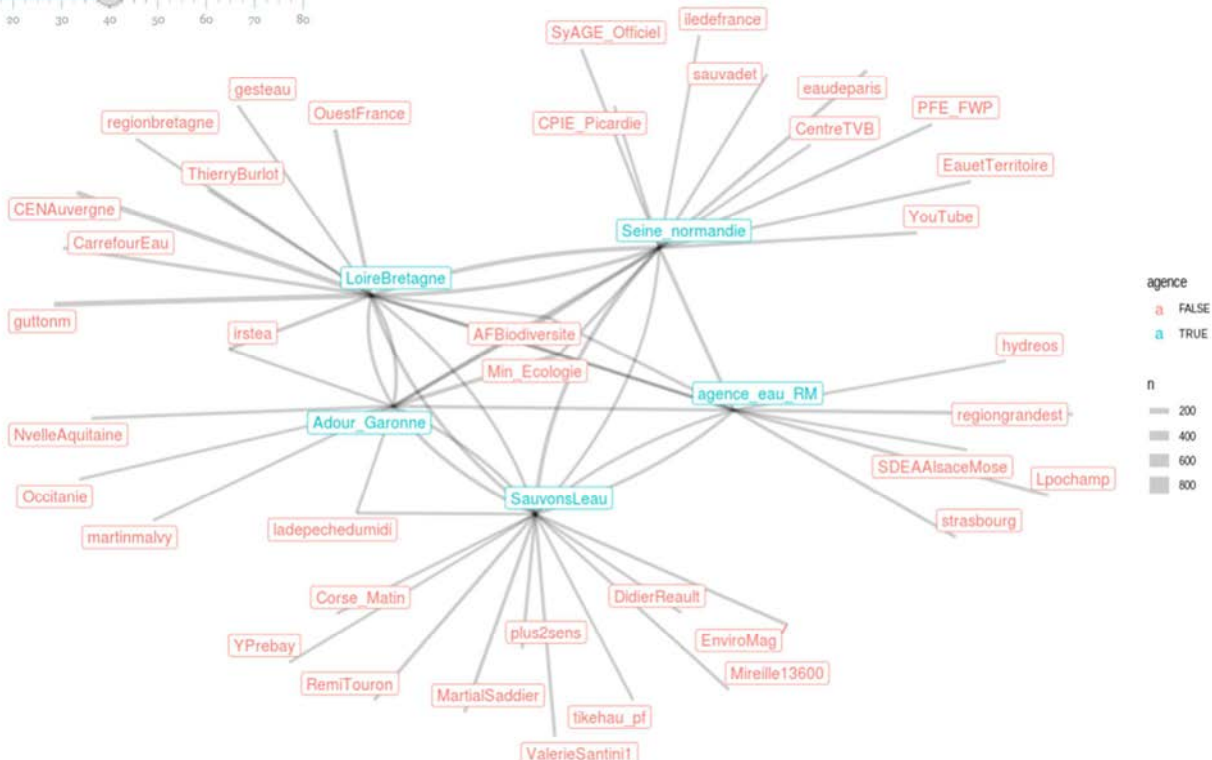 20 30 40 50 60 70 80
iledefrance
SyAGE_Officiel
sauvadet
gesteau
eaudeparis
OuestFrance
PFE_FWP
regionbretagne
CPIE_Picardie
CentreTVB
EauetTerritoire
ThierryBurlot
CENAuvergne
YouTube
Seine_normandie
CarrefourEau
LoireBretagne
agence
a FALSE
a TRUE
guttonm
irstea
AFBiodiversite
hydreos
Min_Ecologie
n
200
400
600
800
agence_eau_RM
regiongrandest
Adour_Garonne
NvelleAquitaine
SDEAAlsaceMose
Lpochamp
Occitanie
SauvonsLeau
strasbourg
ladepechedumidi
martinmalvy
Corse_Matin
DidierReault
plus2sens
EnviroMag
YPrebay
Mireille13600
RemiTouron
MartialSaddier
tikehau_pf
ValerieSantini1